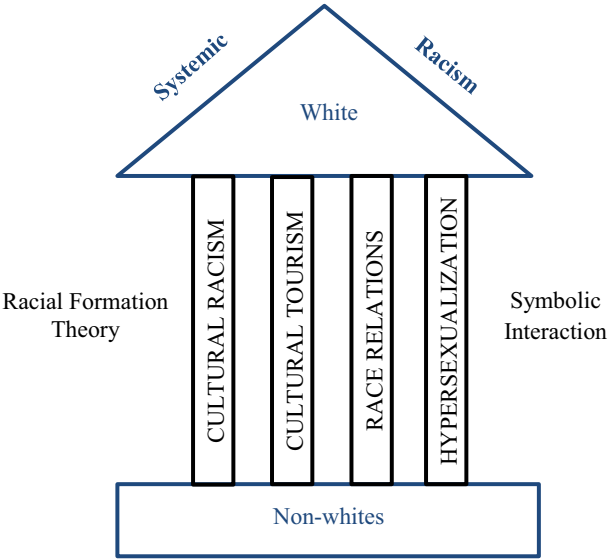 Systemic
Racism
White
CULTURAL RACISM
CULTURAL TOURISM
RACE RELATIONS
HYPERSEXUALIZATION
Racial Formation
Theory
Symbolic
Interaction
Non-whites